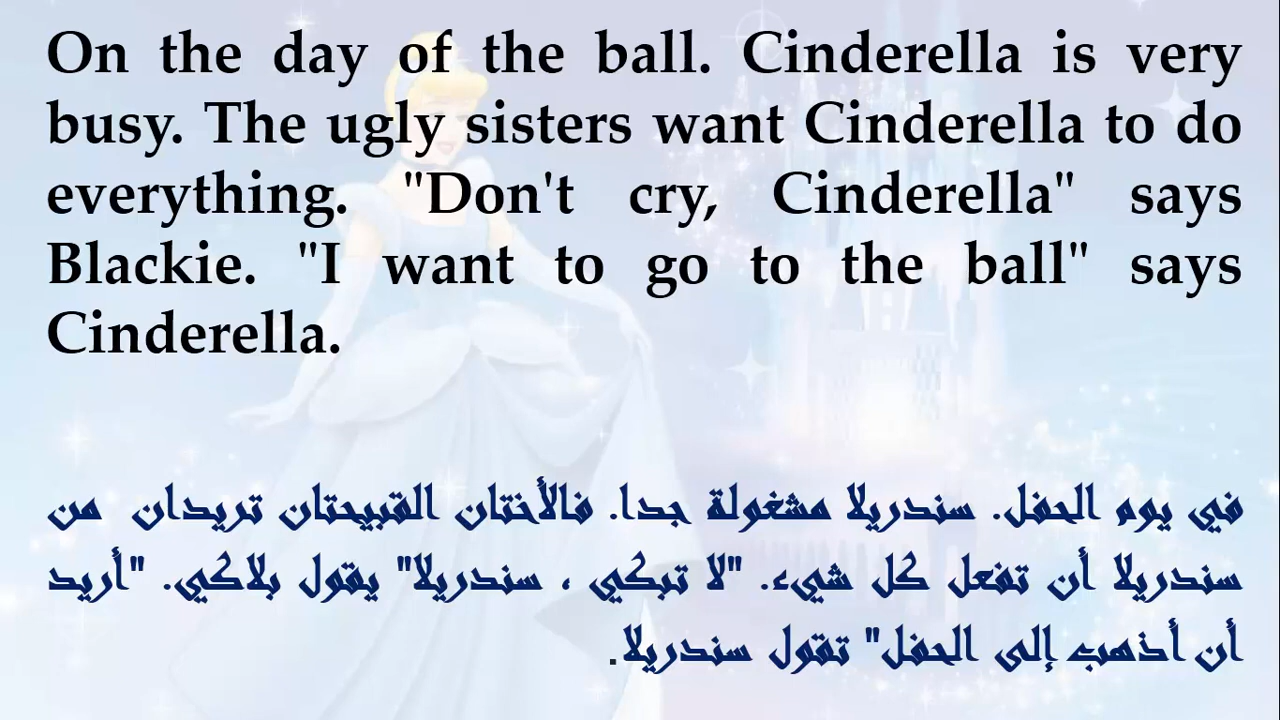 On the day of the ball. Cinderella is very
busy. The ugly sisters want Cinderella to do
everything. "Don't cry, Cinderella" says
Blackie. "I want to go to the ball" says
Cinderella.
في يوم الحفل. سندريلا مشغولة جدا. فالأختان القبيحتان تريدان من
سندريلا أن تفعل كل شيء. "لا تبكي ، سندريلا" يقول بلاكي. "أريد
أن أذهب إلى الحفل" تقول سندريلا.